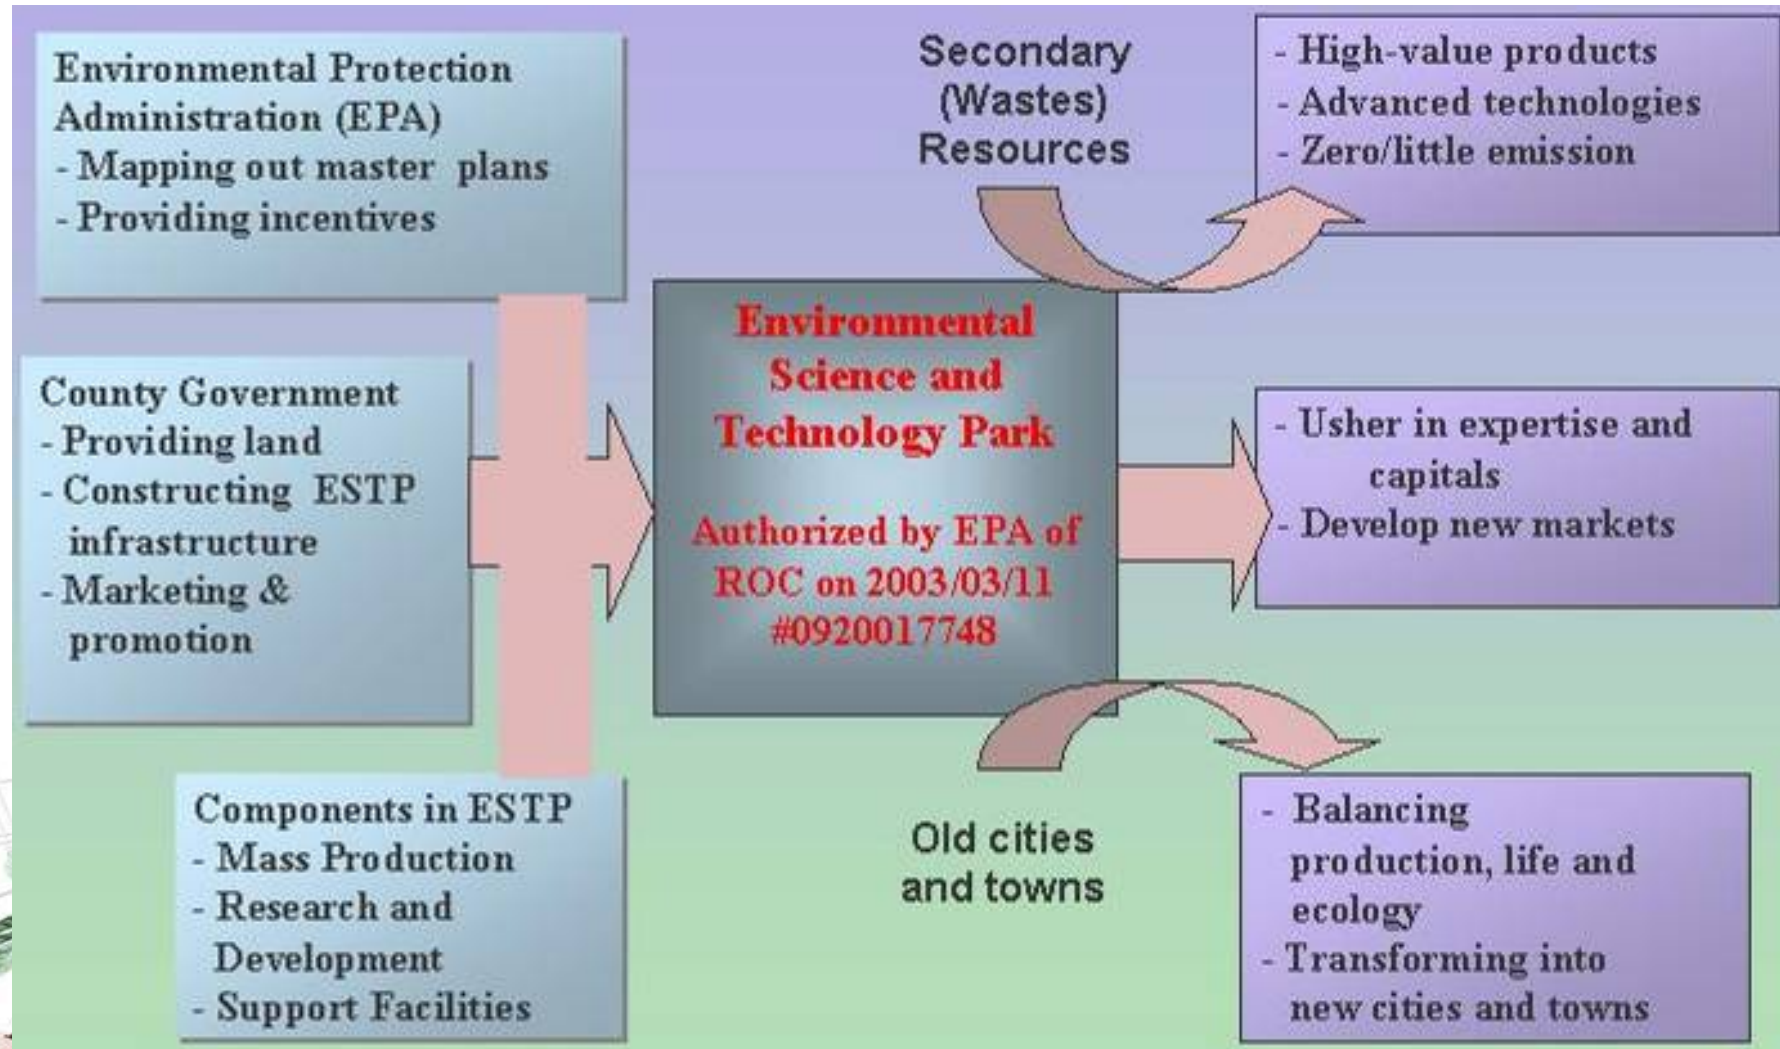 Environmental Protection
Administration (EPA)
- Mapping out master plans
- Providing incentives
County Government
- Providing land
- Constructing ESTP
infrastructure
- Marketing &
promotion
Components in ESTP
- Mass Production
- Research and
Development
- Support Facilities
Environmental
Science and
Technology Park
Authorized by EPA of
ROC on 2003/03/11
#0920017748
Secondary
(Wastes)
Resources
Old cities
and towns
- High-value products
- Advanced technologies
- Zero/little emission
- Usher in expertise and
capitals
- Develop new markets
- Balancing
production, life and
ecology
- Transforming into
new cities and towns